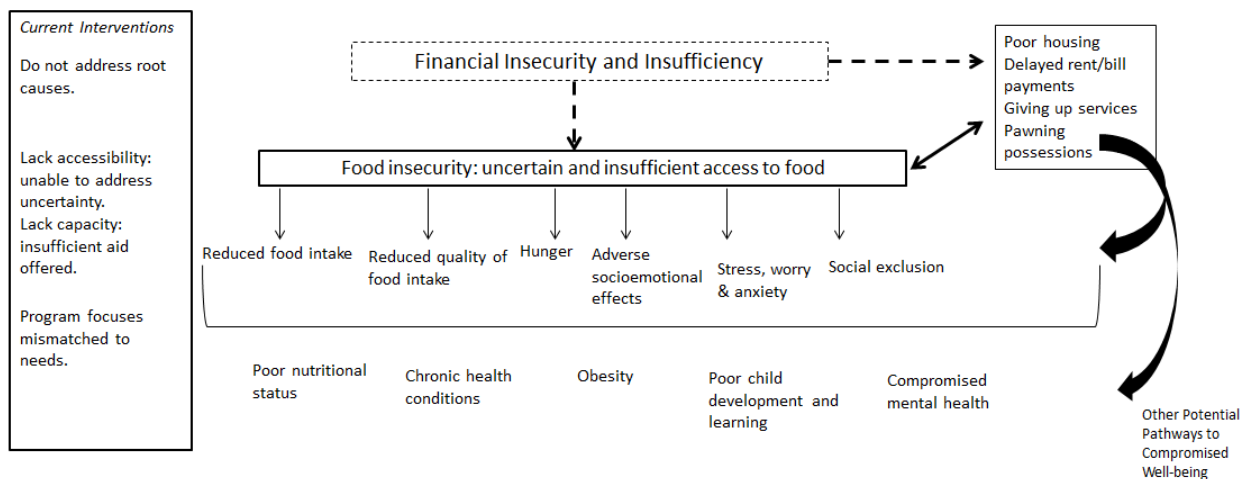 Current Interventions
Do not address root
causes.
Lack accessibility:
unable to address
uncertainty.
Lack capacity:
insufficient aid
offered.
Program focuses
mismatched to
needs.
Financial Insecurity and Insufficiency
Poor housing
Delayed rent/bill
payments
Giving up services
Pawning
possessions
Food insecurity: uncertain and insufficient access to food
Reduced food intake
Reduced quality of
food intake
Hunger
Adverse
socioemotional
effects
Stress, worry
& anxiety
Social exclusion
Poor nutritional
status
Chronic health
conditions
Obesity
Poor child
development and
learning
Compromised
mental health
Other Potential
Pathways to
Compromised
Well-being